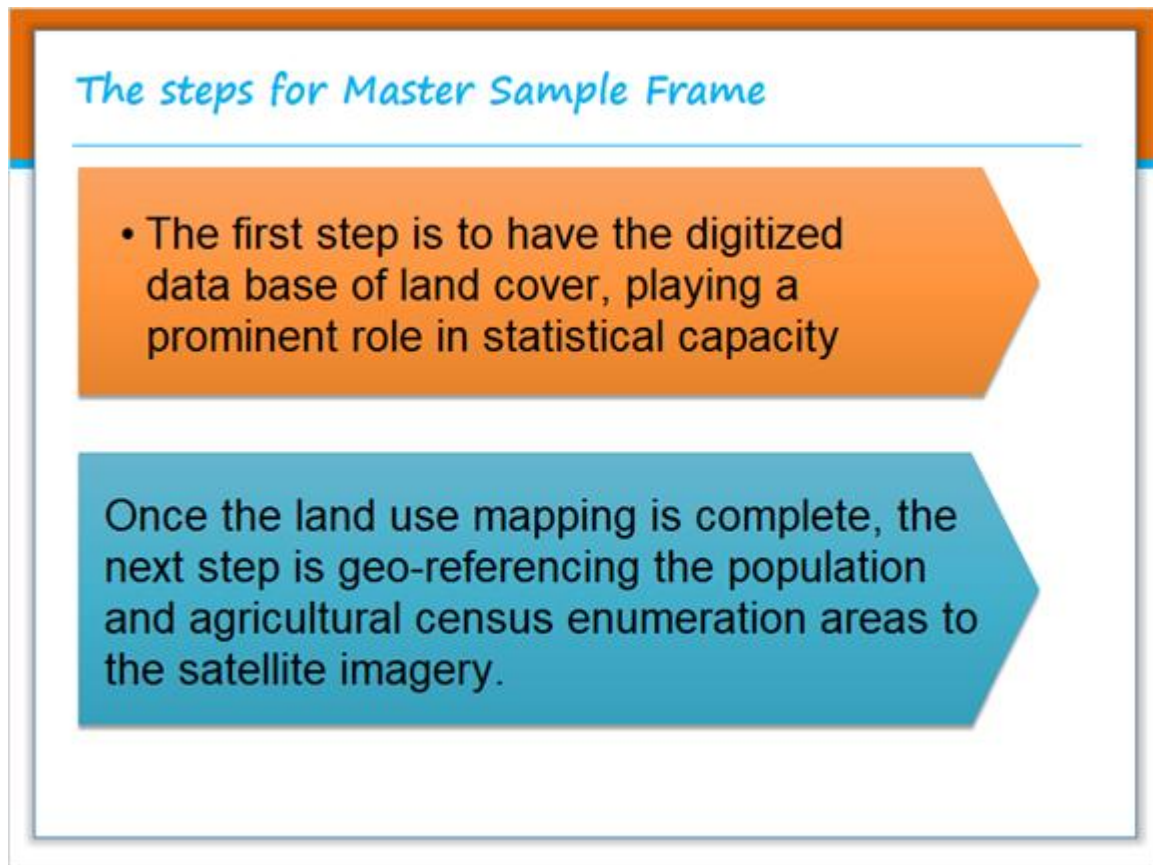 The steps for Master Sample Frame
• The first step is to have the digitized
data base of land cover, playing a
prominent role in statistical capacity
Once the land use mapping is complete, the
next step is geo-referencing the population
and agricultural census enumeration areas to
the satellite imagery.